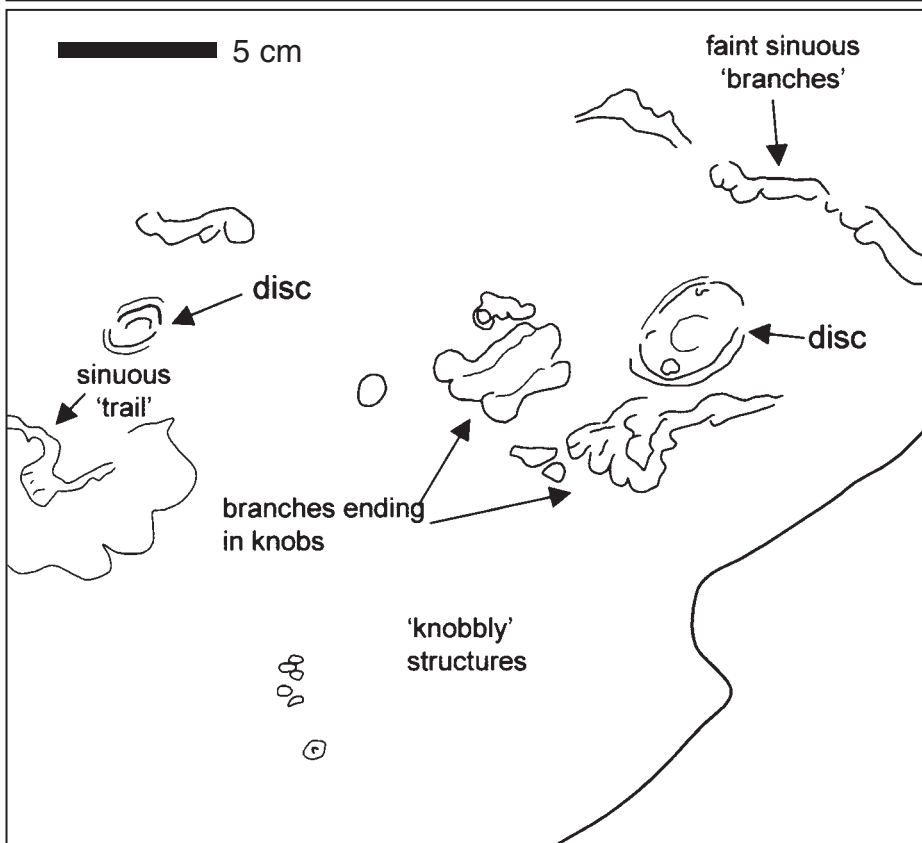 5 cm
faint sinuous
‘branches’
disc
disc
sinuous
‘trail’
branches ending
in knobs
‘knobbly’
structures